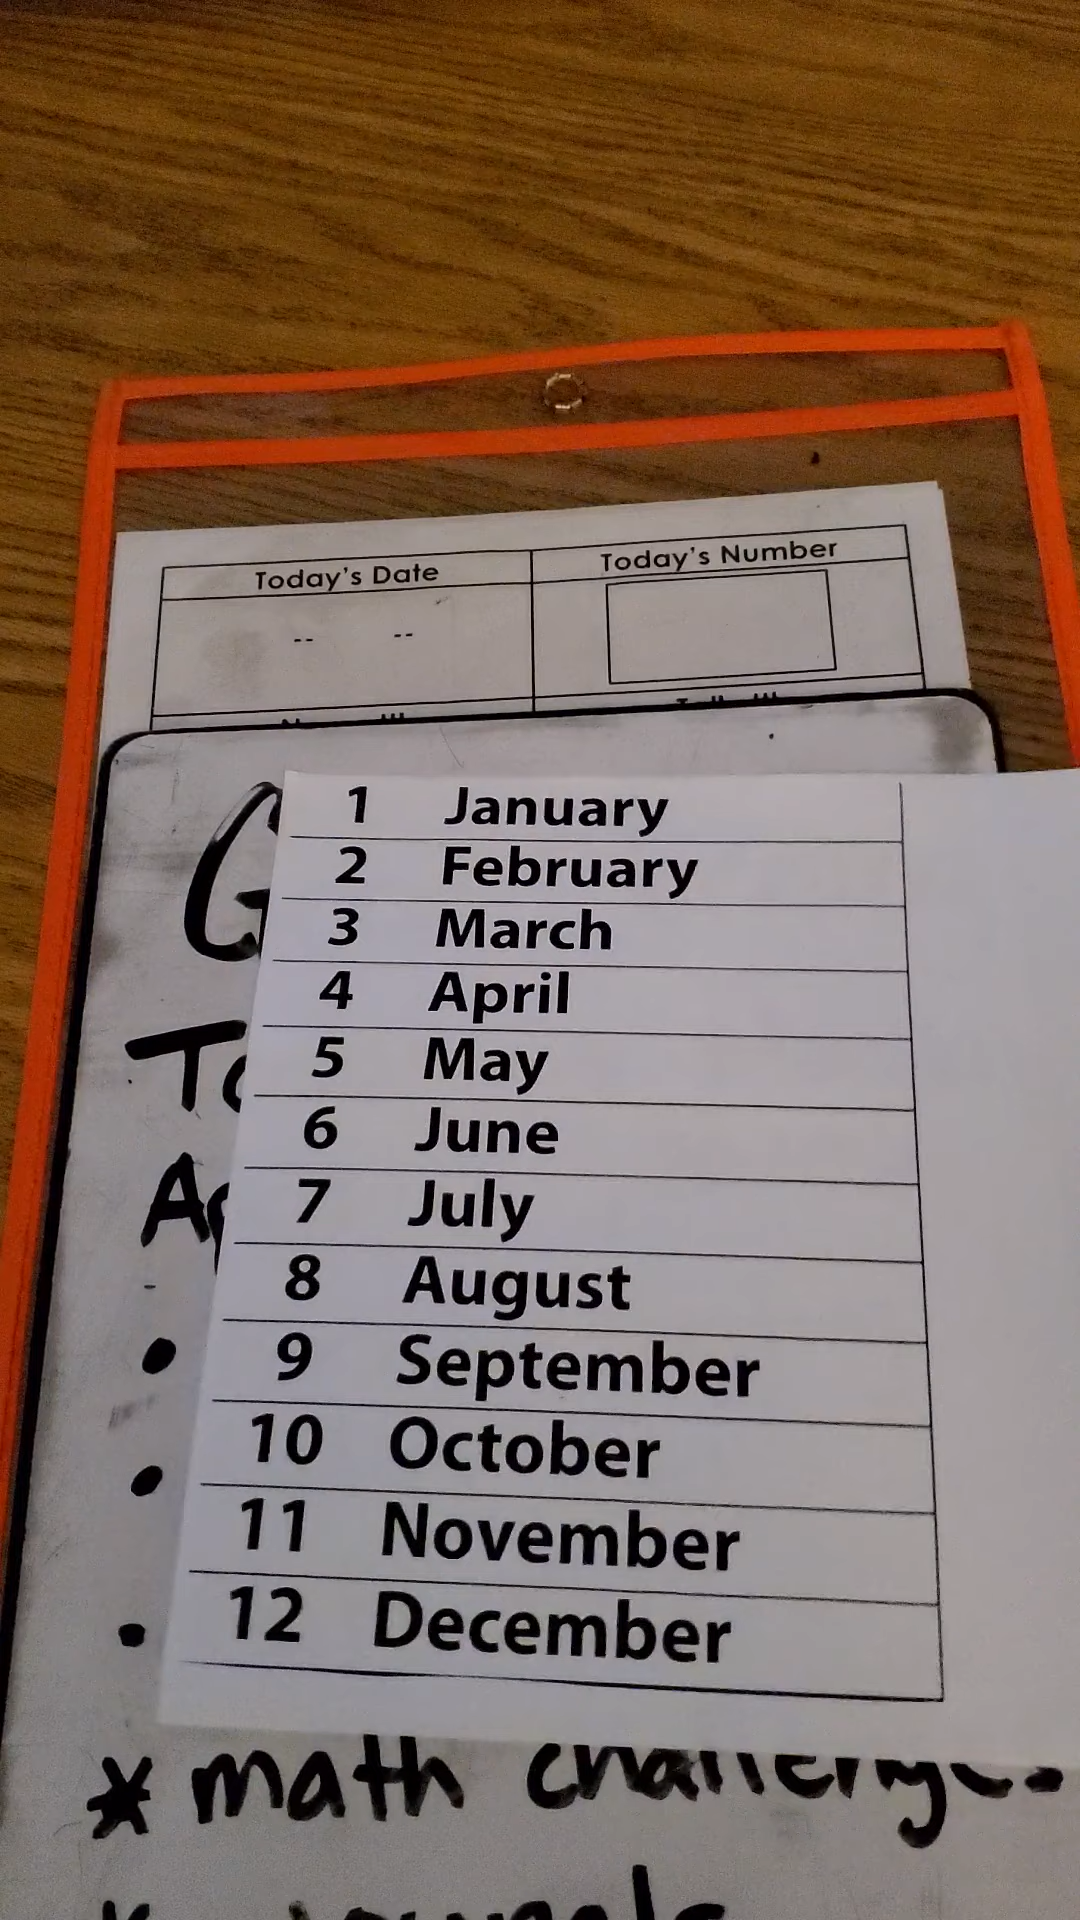 Today's Date
Today's Number
-- --
1 January
2 February
3 March
4 April
5 May
6 June
7 July
8 August
9 September
10 October
11 November
12 December
* math challenges